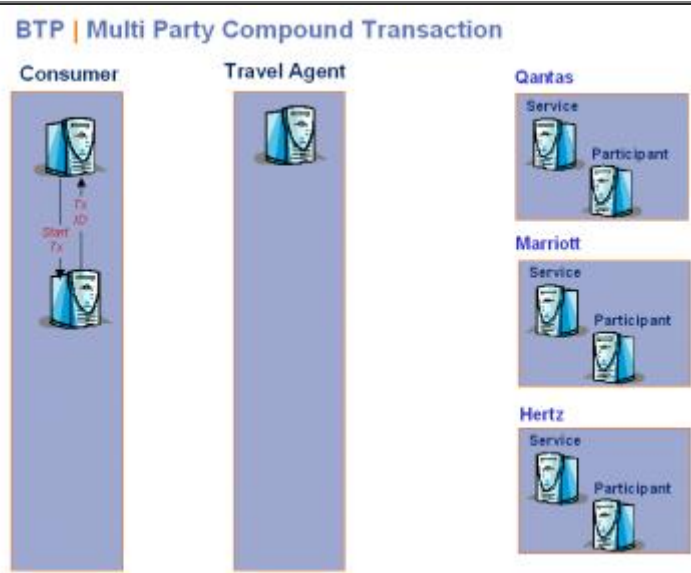 BTP | Multi Party Compound Transaction
Consumer
Travel Agent
Qantas
Service
Participant
Tx
ID
Start
Tx
Marriott
Service
Participant
Hertz
Service
Participant